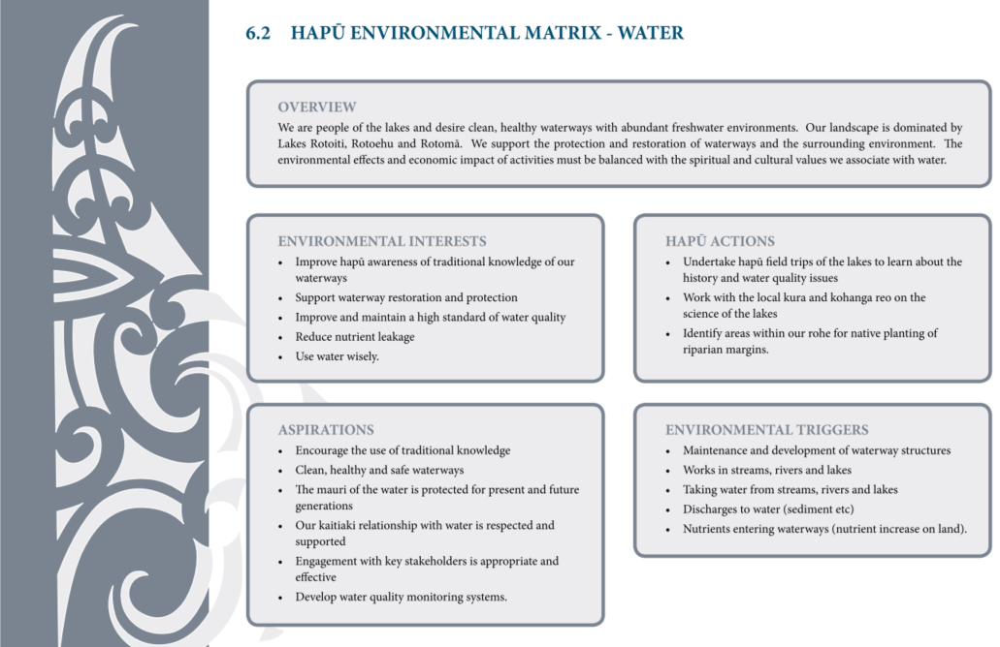 6.2 HAPŪ ENVIRONMENTAL MATRIX - WATER
OVERVIEW
We are people of the lakes and desire clean, healthy waterways with abundant freshwater environments. Our landscape is dominated by
Lakes Rotoiti, Rotoehu and Rotomā. We support the protection and restoration of waterways and the surrounding environment. The
environmental effects and economic impact of activities must be balanced with the spiritual and cultural values we associate with water.
ENVIRONMENTAL INTERESTS
• Improve hapū awareness of traditional knowledge of our
waterways
• Support waterway restoration and protection
• Improve and maintain a high standard of water quality
• Reduce nutrient leakage
• Use water wisely.
HAPŪ ACTIONS
• Undertake hapū field trips of the lakes to learn about the
history and water quality issues
• Work with the local kura and kohanga reo on the
science of the lakes
• Identify areas within our rohe for native planting of
riparian margins.
ASPIRATIONS
• Encourage the use of traditional knowledge
• Clean, healthy and safe waterways
• The mauri of the water is protected for present and future
generations
• Our kaitiaki relationship with water is respected and
supported
• Engagement with key stakeholders is appropriate and
effective
• Develop water quality monitoring systems.
ENVIRONMENTAL TRIGGERS
• Maintenance and development of waterway structures
• Works in streams, rivers and lakes
• Taking water from streams, rivers and lakes
• Discharges to water (sediment etc)
• Nutrients entering waterways (nutrient increase on land).